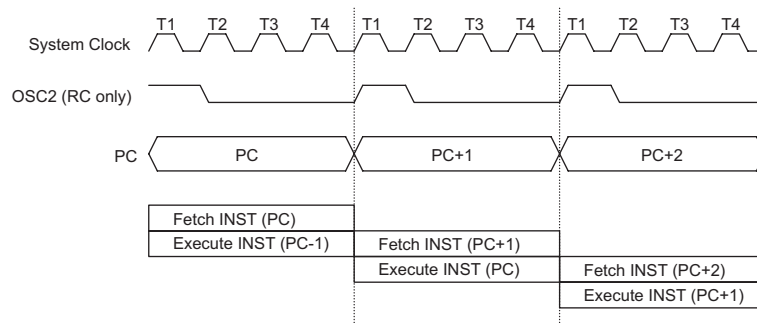 T1 T2 T3 T4 T1 T2 T3 T4 T1 T2 T3 T4
System Clock
OSC2 (RC only)
PC PC PC+1 PC+2
Fetch INST (PC)
Execute INST (PC-1) Fetch INST (PC+1)
Execute INST (PC) Fetch INST (PC+2)
Execute INST (PC+1)